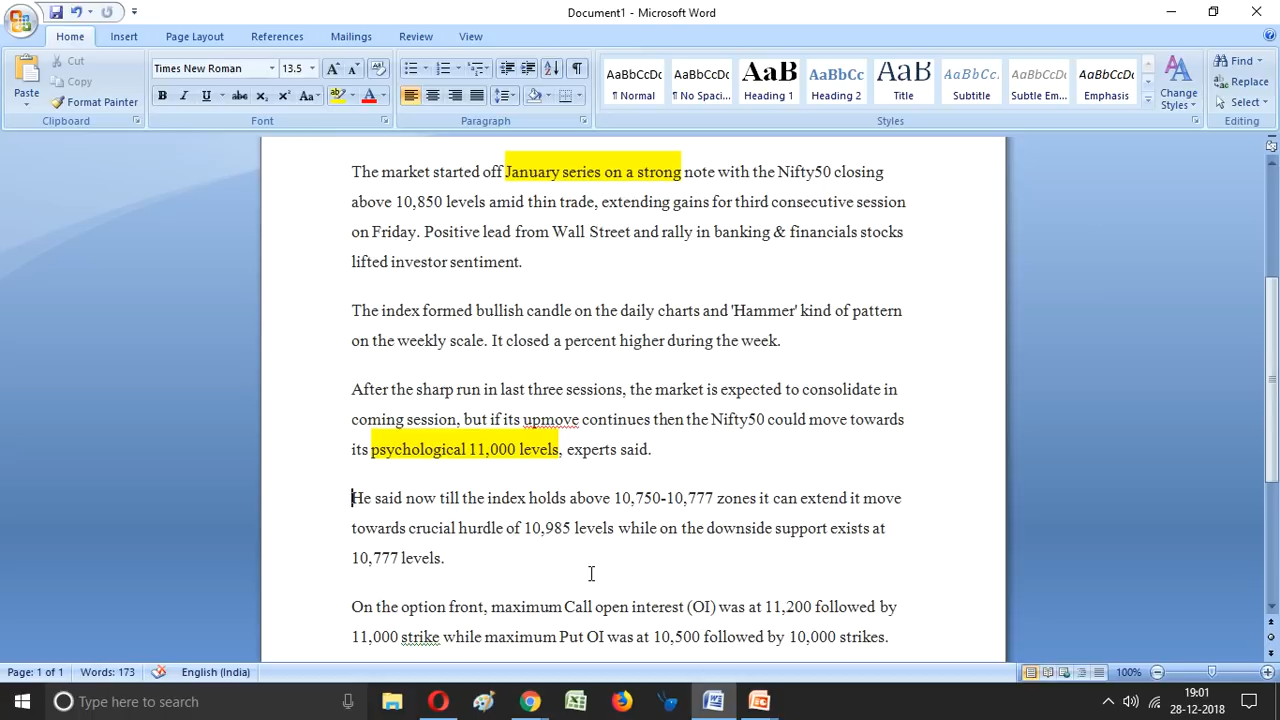 Document1 - Microsoft Word
Home Insert Page Layout References Mailings Review View
Paste
Cut
Copy
Format Painter
Clipboard
Times New Roman 13.5
Font
Paragraph
AaBbCcDc AaBbCcDc AaB AaBbCc AaB AaBbCc. AaBbCcDc AaBbCcDc
¶ Normal ¶ No Spaci... Heading 1 Heading 2 Title Subtitle Subtle Em... Emphasis
Change Styles
Styles
Find
Replace
Select
Editing
The market started off January series on a strong note with the Nifty50 closing
above 10,850 levels amid thin trade, extending gains for third consecutive session
on Friday. Positive lead from Wall Street and rally in banking & financials stocks
lifted investor sentiment.
The index formed bullish candle on the daily charts and 'Hammer' kind of pattern
on the weekly scale. It closed a percent higher during the week.
After the sharp run in last three sessions, the market is expected to consolidate in
coming session, but if its upmove continues then the Nifty50 could move towards
its psychological 11,000 levels, experts said.
He said now till the index holds above 10,750-10,777 zones it can extend it move
towards crucial hurdle of 10,985 levels while on the downside support exists at
10,777 levels.
On the option front, maximum Call open interest (OI) was at 11,200 followed by
11,000 strike while maximum Put OI was at 10,500 followed by 10,000 strikes.
Page: 1 of 1 Words: 173 English (India) 100%
Type here to search
19:01
28-12-2018